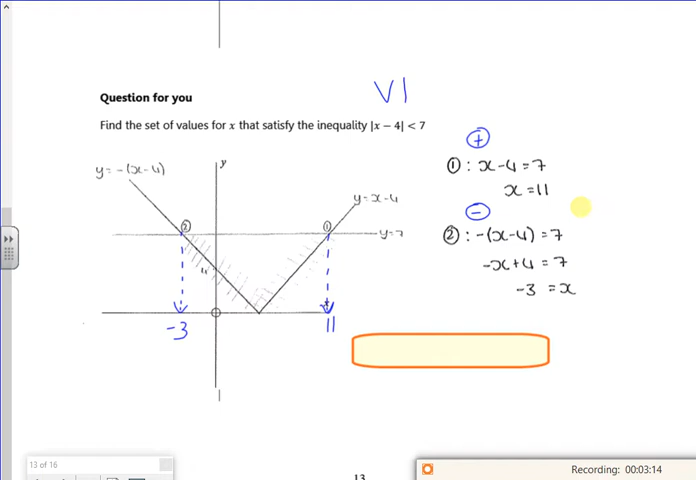 V1
Question for you
Find the set of values for x that satisfy the inequality |x – 4| < 7
+
①: x-4=7
x=11
-
②: -(x-4)=7
-x+4=7
-3 =x
y=-(x-4)
y
y=x-4
②
①
y=7
4
-3
11
13 of 16
13
Recording: 00:03:14